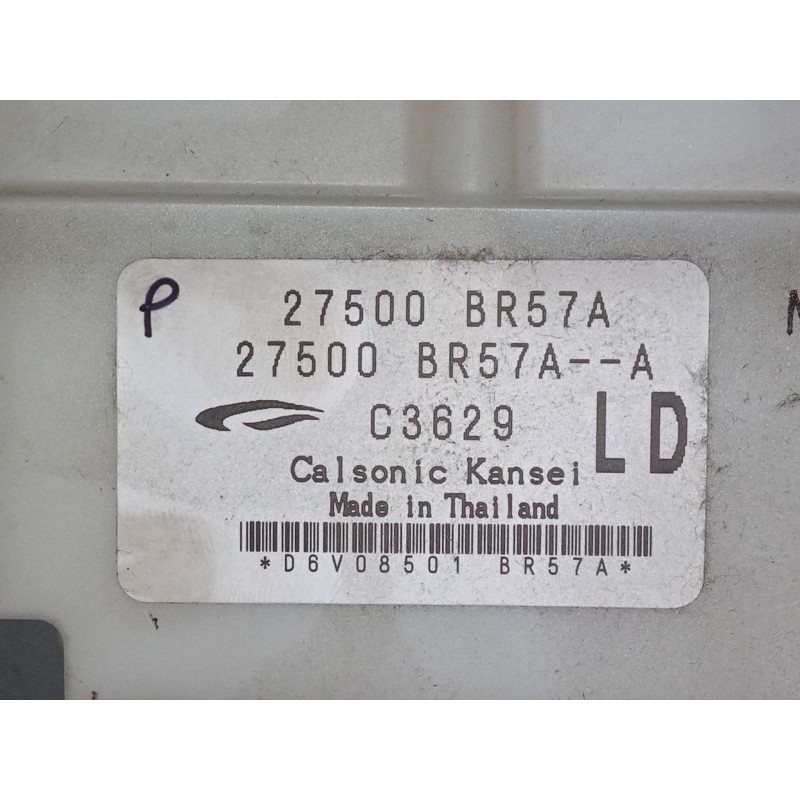 P
27500 BR57A
27500 BR57A--A
C3629
LD
Calsonic Kansei
Made in Thailand
*D6V08501 BR57A*